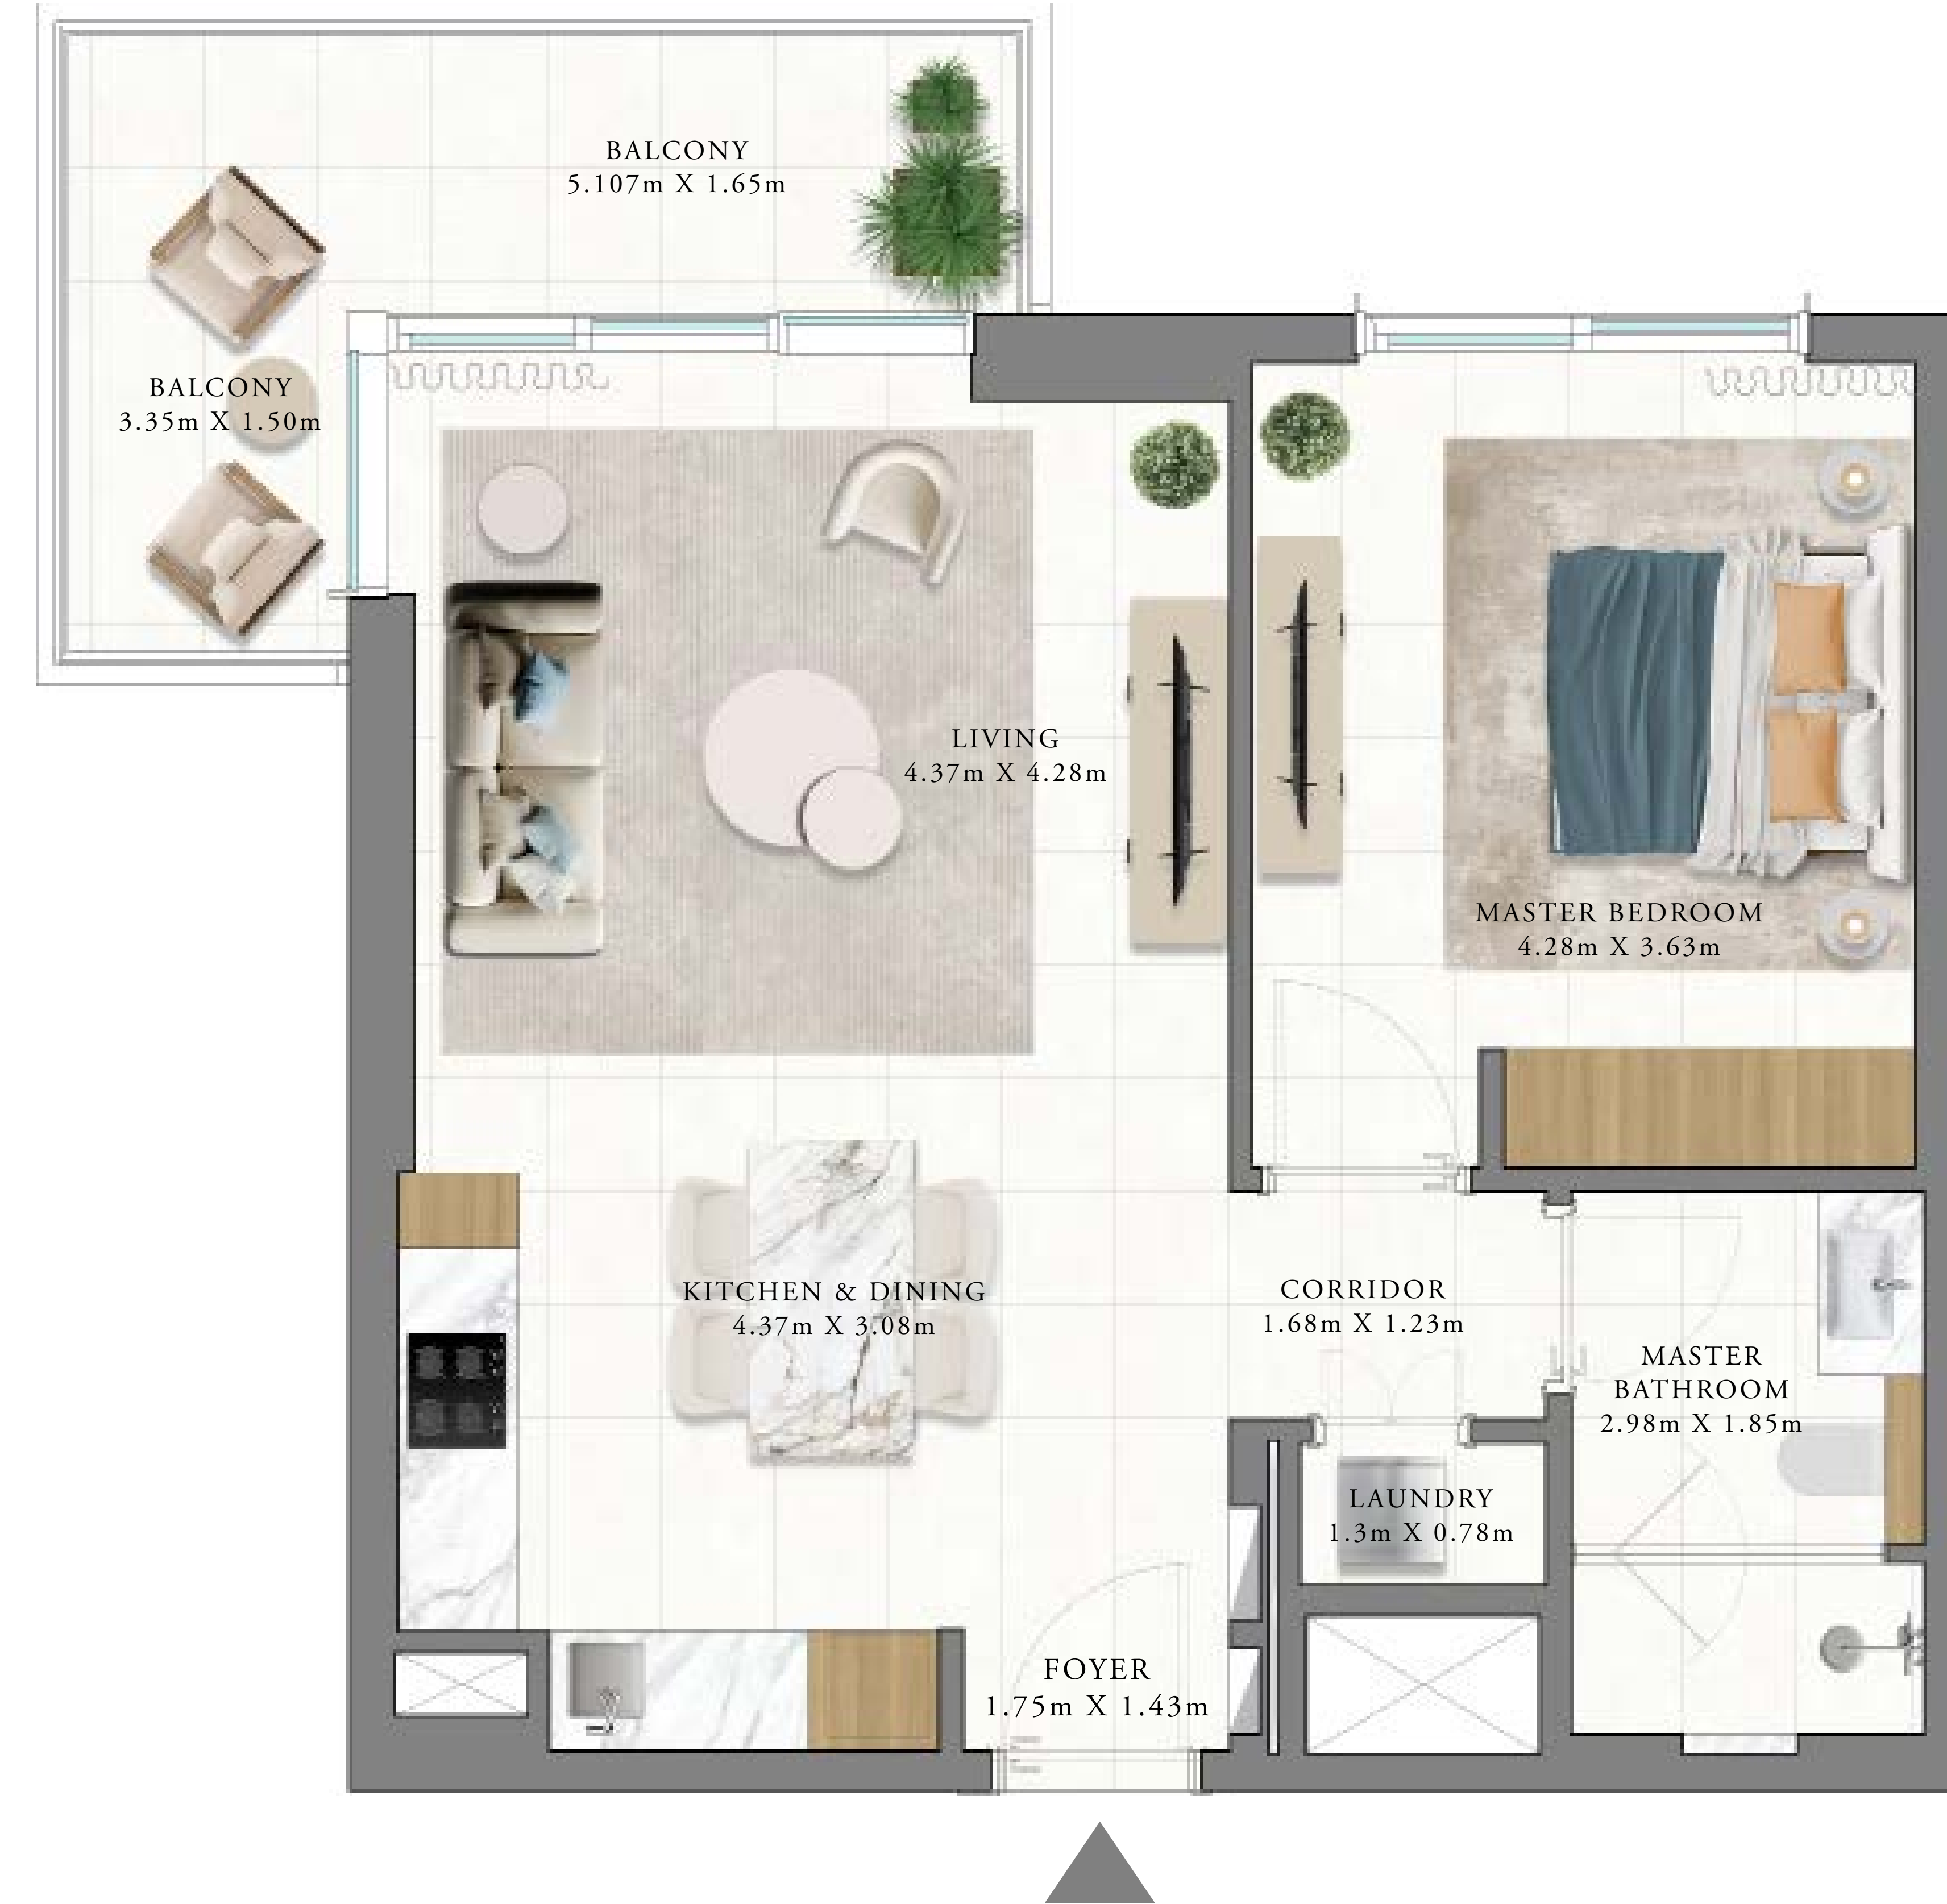 BALCONY
5.107m X 1.65m
BALCONY
3.35m X 1.50m
LIVING
4.37m X 4.28m
MASTER BEDROOM
4.28m X 3.63m
KITCHEN & DINING
4.37m X 3.08m
CORRIDOR
1.68m X 1.23m
MASTER
BATHROOM
2.98m X 1.85m
LAUNDRY
1.3m X 0.78m
FOYER
1.75m X 1.43m